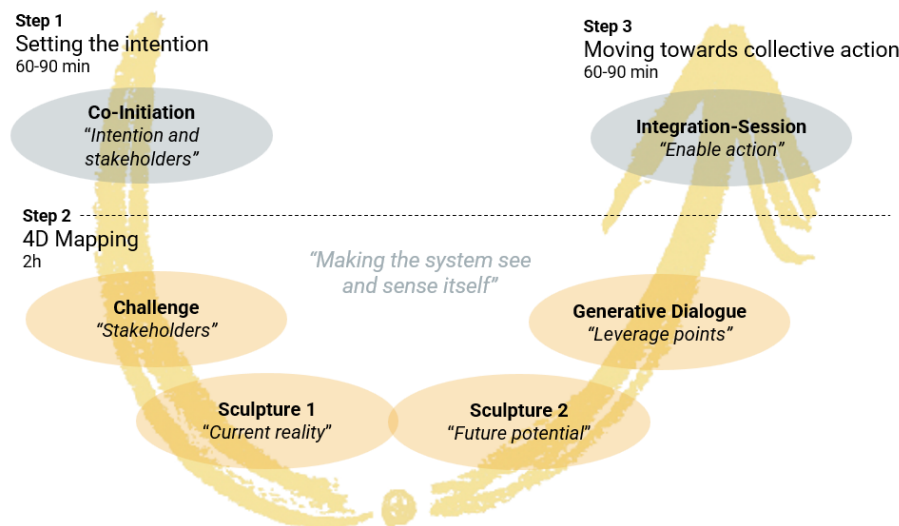 Step 1
Setting the intention
60-90 min
Co-Initiation
“Intention and
stakeholders”
Step 2
4D Mapping
2h
Challenge
“Stakeholders”
Sculpture 1
“Current reality”
“Making the system see
and sense itself”
Sculpture 2
“Future potential”
Generative Dialogue
“Leverage points”
Step 3
Moving towards collective action
60-90 min
Integration-Session
“Enable action”